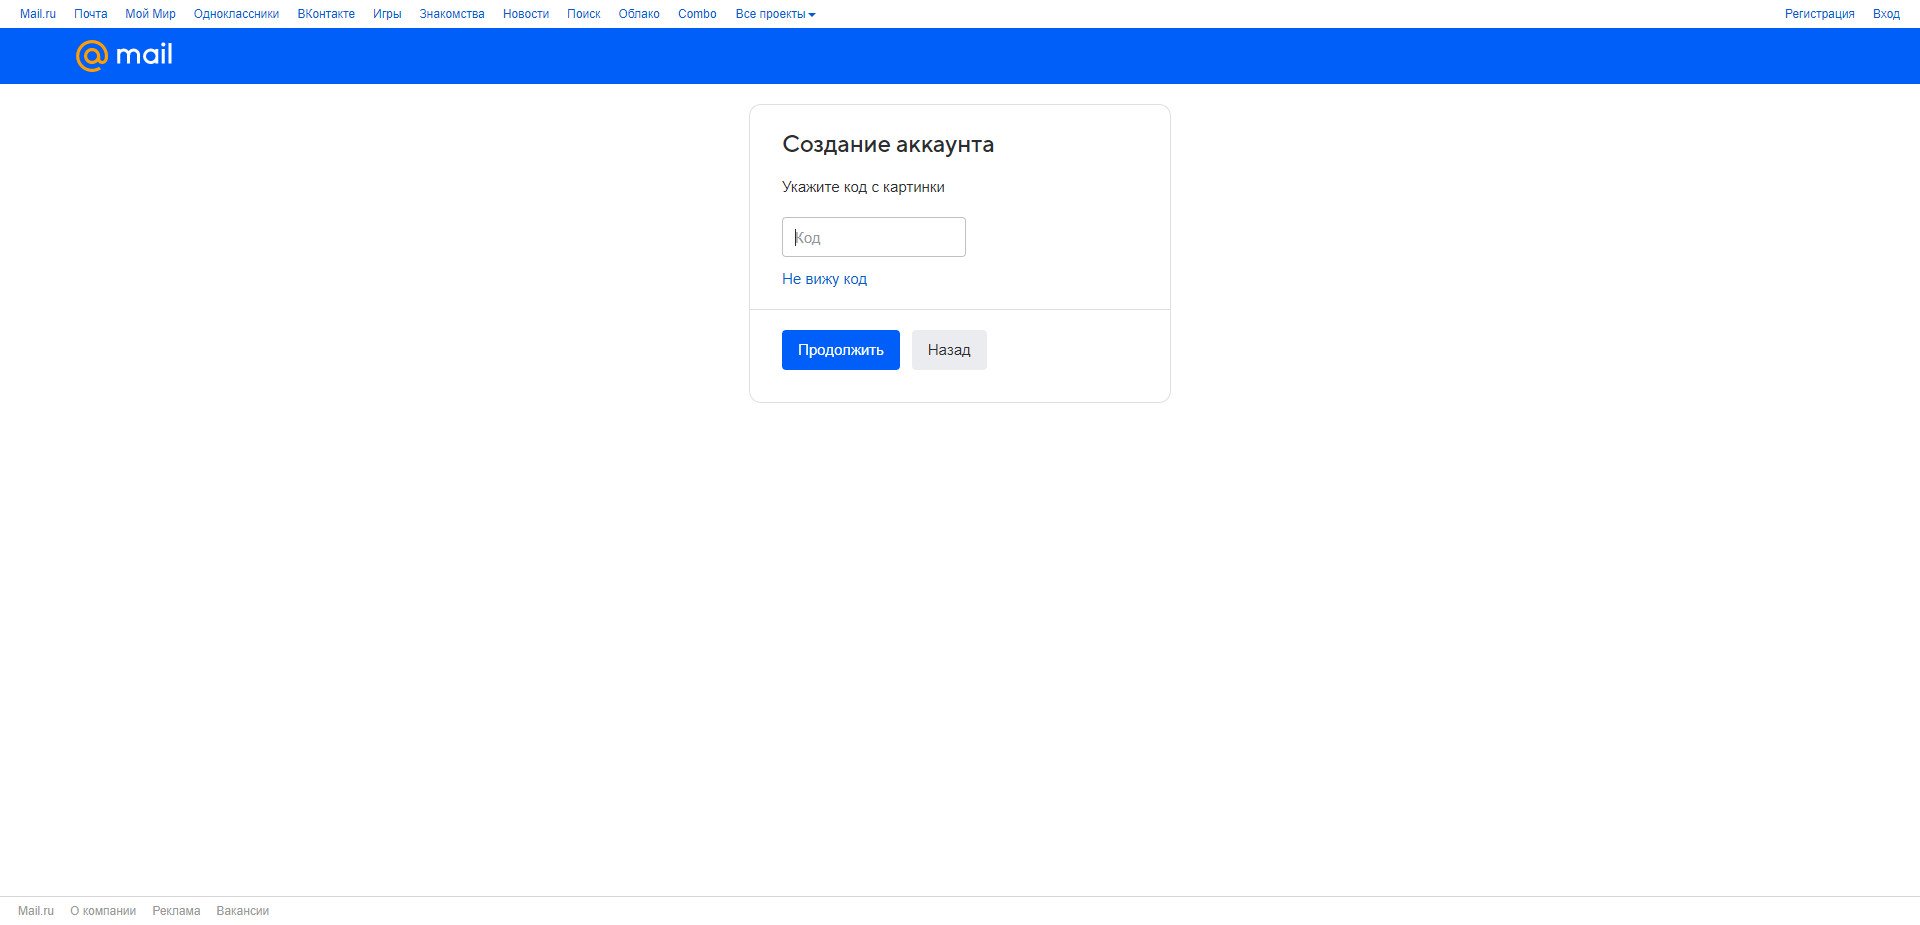 Mail.ru Почта Мой Мир Одноклассники ВКонтакте Игры Знакомства Новости Поиск Облако Combo Все проекты Регистрация Вход
@mail
Создание аккаунта
Укажите код с картинки
Код
Не вижу код
Продолжить Назад
Mail.ru О компании Реклама Вакансии